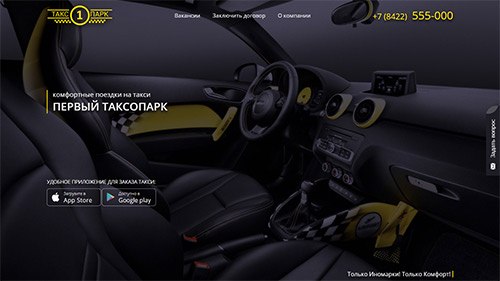 ТАКС 1 ПАРК
Вакансии Заключить договор О компании
+7 (8422) 555-000
комфортные поездки на такси
ПЕРВЫЙ ТАКСОПАРК
Задать вопрос
УДОБНОЕ ПРИЛОЖЕНИЕ ДЛЯ ЗАКАЗА ТАКСИ:
Загрузите в
App Store
Доступно в
Google play
Только Иномарки! Только Комфорт!